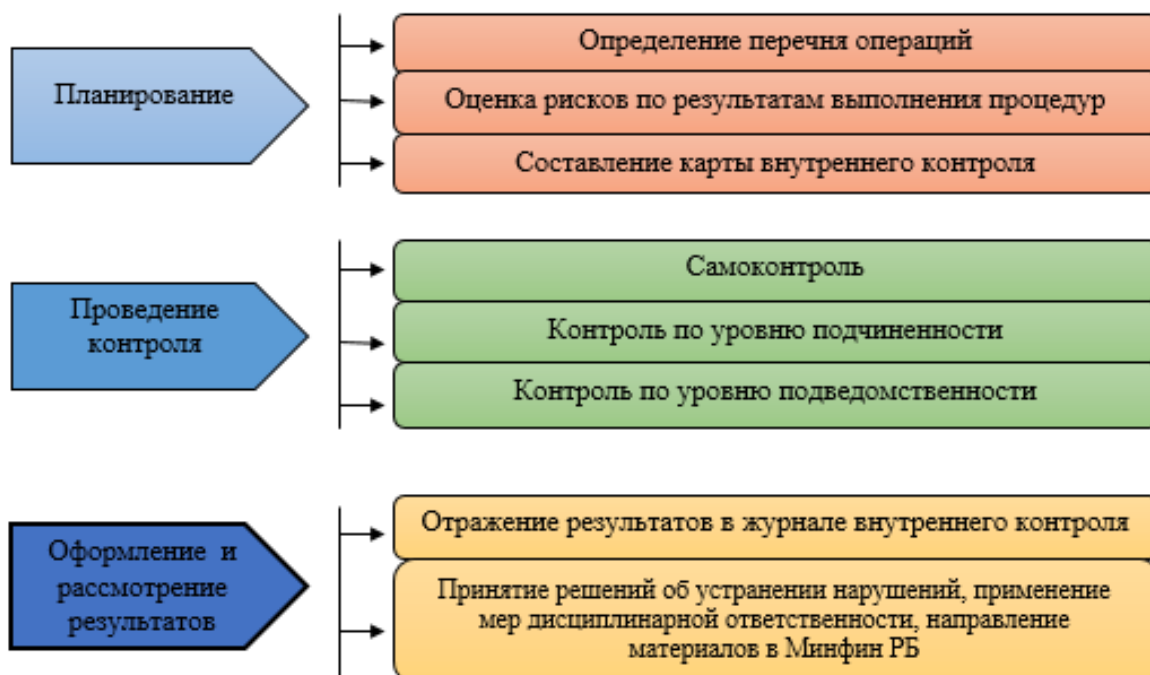 Планирование
Определение перечня операций
Оценка рисков по результатам выполнения процедур
Составление карты внутреннего контроля
Проведение
контроля
Самоконтроль
Контроль по уровню подчиненности
Контроль по уровню подведомственности
Оформление и
рассмотрение
результатов
Отражение результатов в журнале внутреннего контроля
Принятие решений об устранении нарушений, применение
мер дисциплинарной ответственности, направление
материалов в Минфин РБ